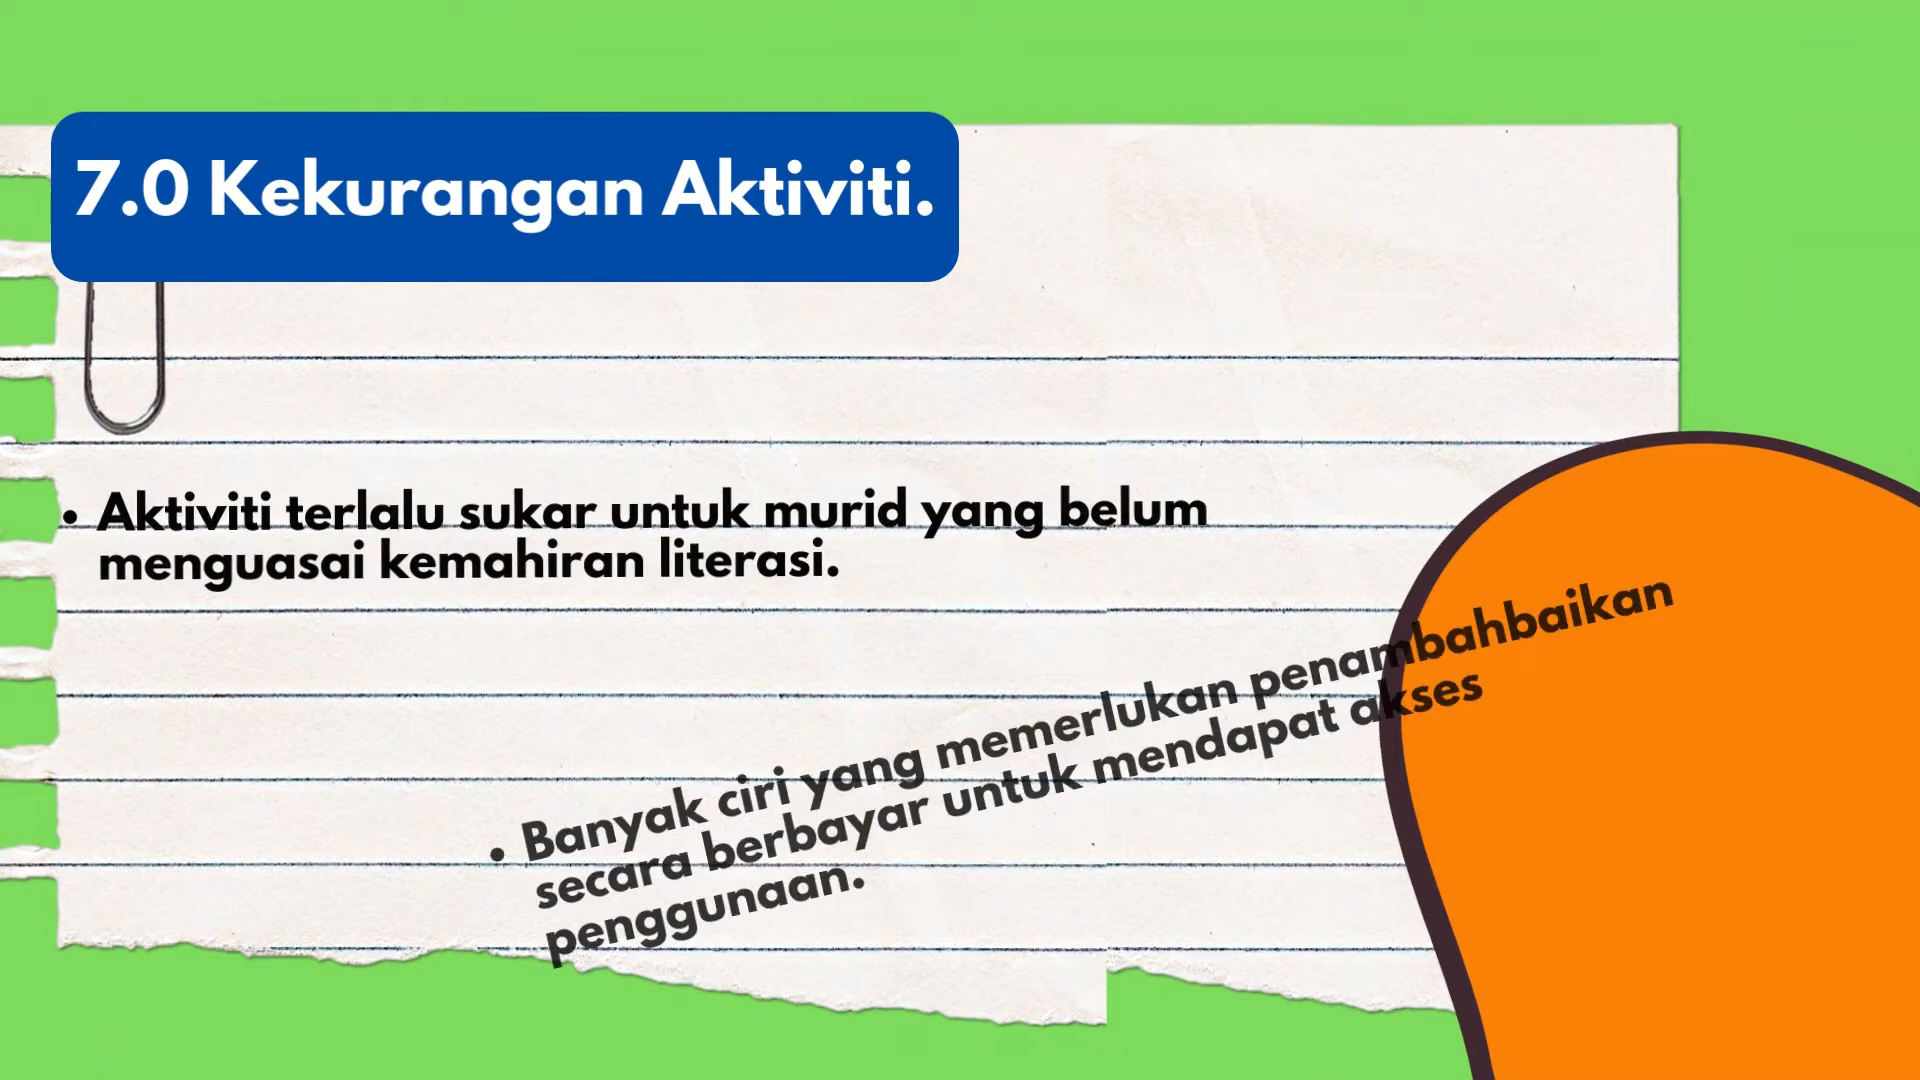 7.0 Kekurangan Aktiviti.
• Aktiviti terlalu sukar untuk murid yang belum
menguasai kemahiran literasi.
• Banyak ciri yang memerlukan penambahbaikan
secara berbayar untuk mendapat akses
penggunaan.